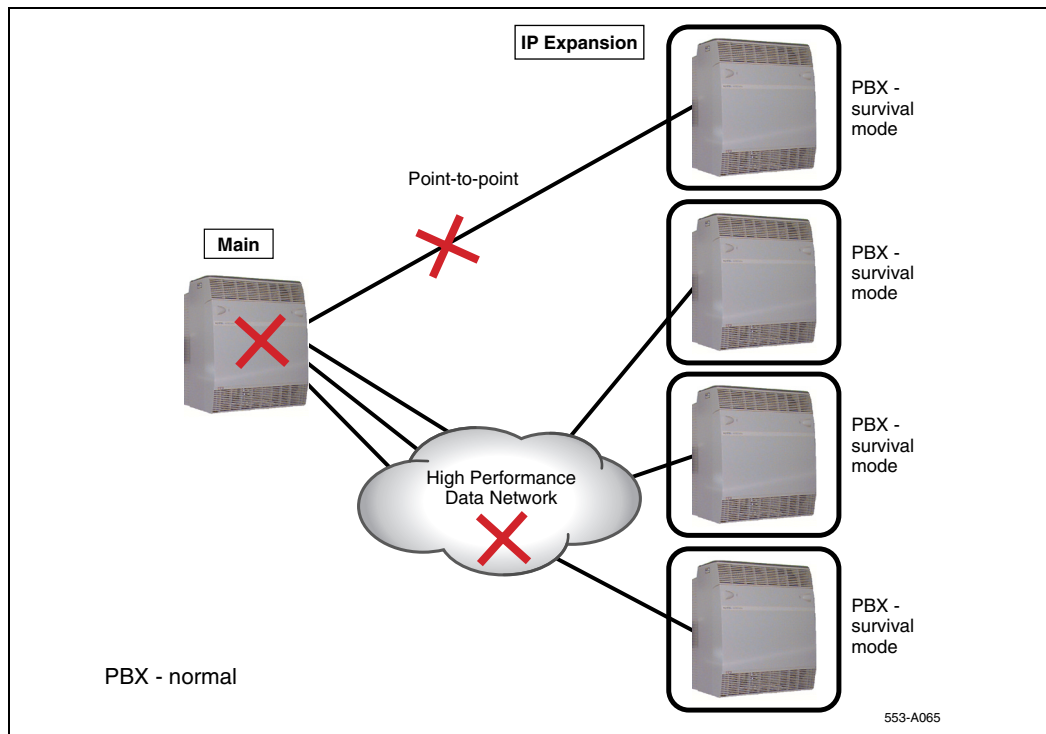 IP Expansion
PBX -
survival
mode
Point-to-point
Main
PBX -
survival
mode
PBX -
survival
mode
High Performance
Data Network
PBX -
survival
mode
PBX - normal
553-A065